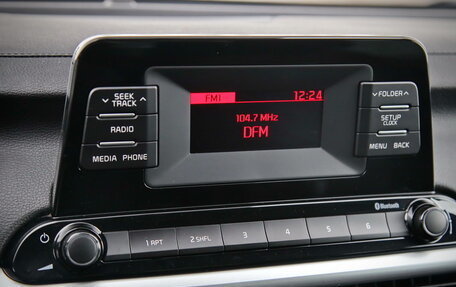 SEEK
TRACK
RADIO
MEDIA PHONE
FM1 12:24
104.7 MHz
DFM
FOLDER
SETUP
CLOCK
MENU BACK
Bluetooth
1 RPT 2 SHFL 3 4 5 6